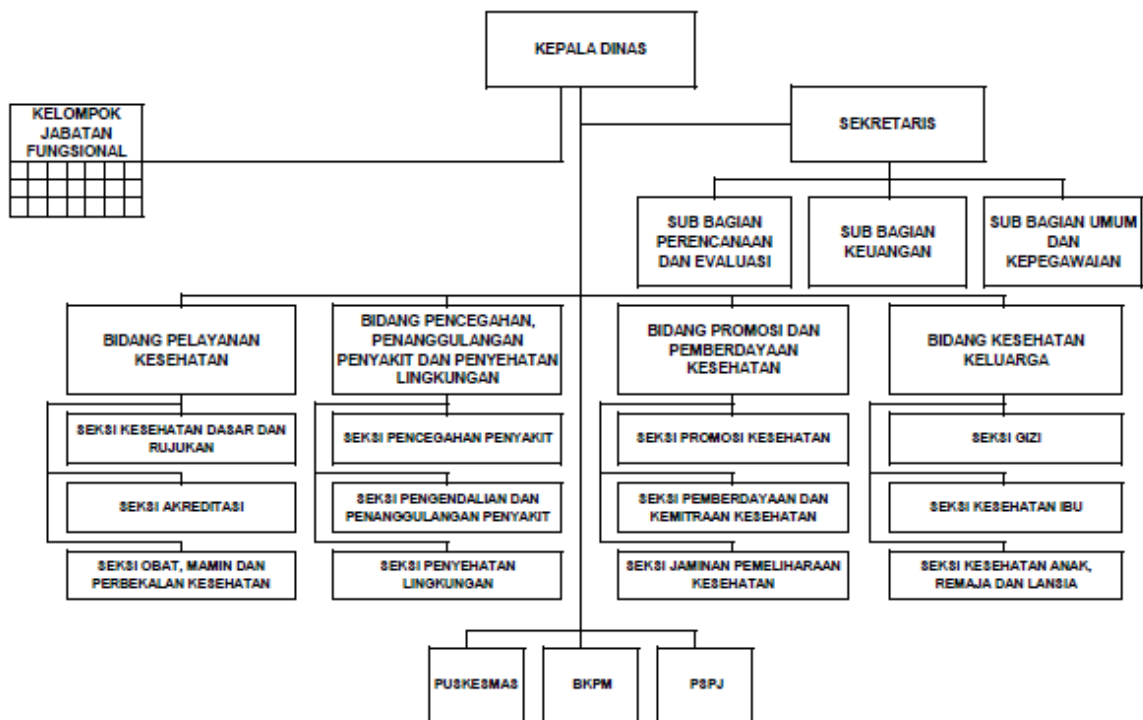 KEPALA DINAS
KELOMPOK
JABATAN
FUNGSIONAL
SEKRETARIS
SUB BAGIAN
PERENCANAAN
DAN EVALUASI
SUB BAGIAN
KEUANGAN
SUB BAGIAN UMUM
DAN
KEPEGAWAIAN
BIDANG PELAYANAN
KESEHATAN
BIDANG PENCEGAHAN,
PENANGGULANGAN
PENYAKIT DAN PENYEHATAN
LINGKUNGAN
BIDANG PROMOSI DAN
PEMBERDAYAAN
KESEHATAN
BIDANG KESEHATAN
KELUARGA
SEKSI KESEHATAN DASAR DAN
RUJUKAN
SEKSI PENCEGAHAN PENYAKIT
SEKSI PROMOSI KESEHATAN
SEKSI GIZI
SEKSI AKREDITASI
SEKSI PENGENDALIAN DAN
PENANGGULANGAN PENYAKIT
SEKSI PEMBERDAYAAN DAN
KEMITRAAN KESEHATAN
SEKSI KESEHATAN IBU
SEKSI OBAT, MAMIN DAN
PERBEKALAN KESEHATAN
SEKSI PENYEHATAN
LINGKUNGAN
SEKSI JAMINAN PEMELIHARAAN
KESEHATAN
SEKSI KESEHATAN ANAK,
REMAJA DAN LANSIA
PUSKESMAS
BKPM
PSPJ